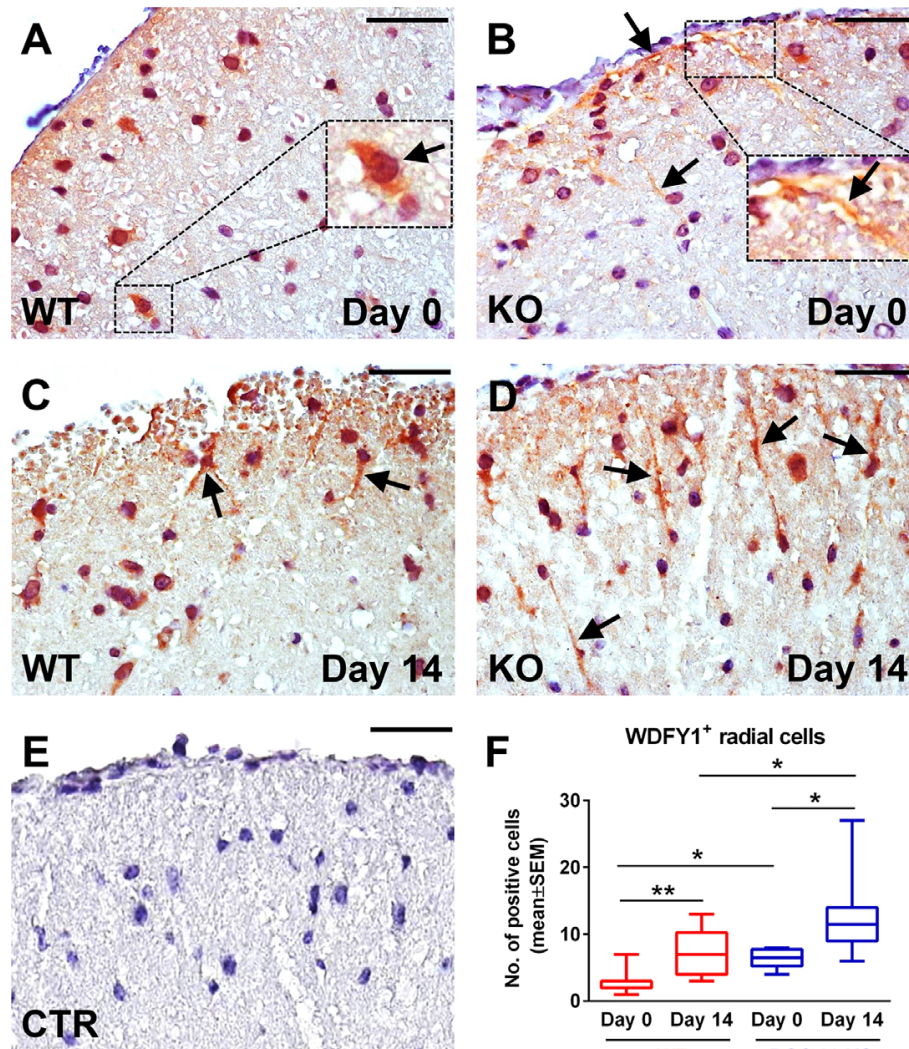 A
WT
Day 0
B
KO
Day 0
C
WT
Day 14
D
KO
Day 14
E
CTR
F
WDFY1+ radial cells
No. of positive cells
(mean±SEM)
30
20
10
0
*
*
*
**
Day 0 Day 14 Day 0 Day 14